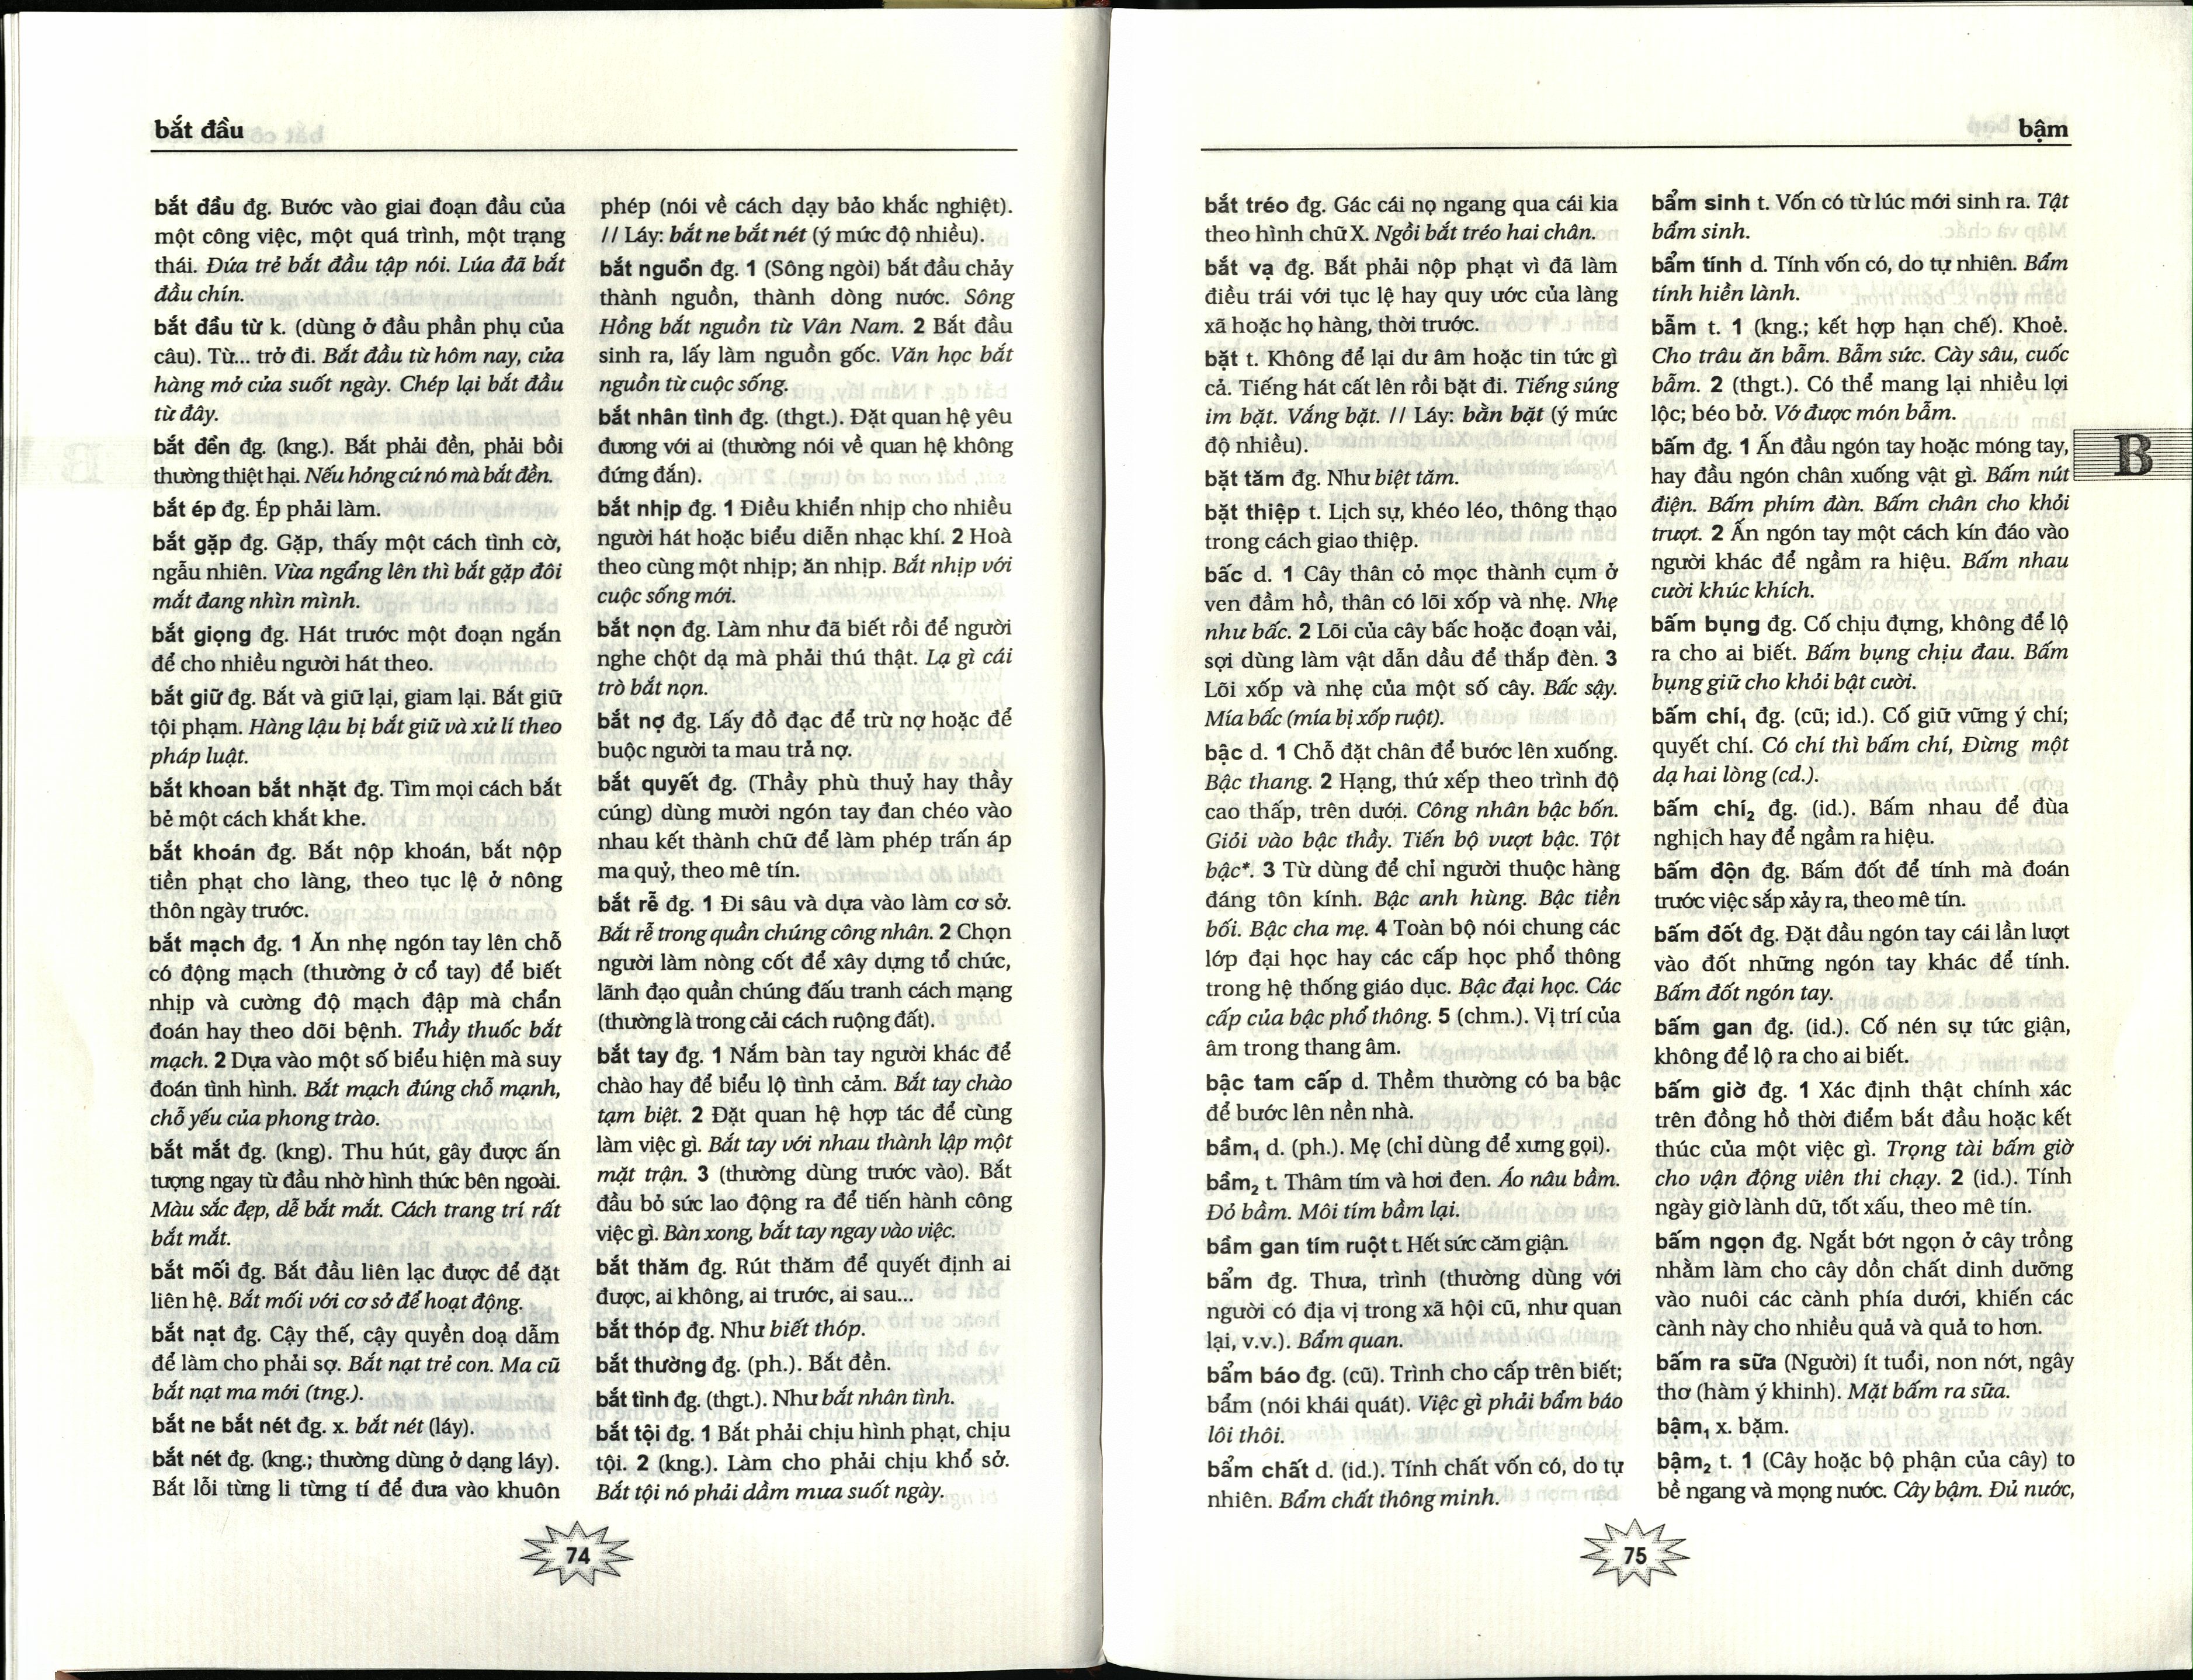 bắt đầu
bắt đầu đg. Bước vào giai đoạn đầu của
một công việc, một quá trình, một trạng
thái. Đứa trẻ bắt đầu tập nói. Lúa đã bắt
đầu chín.
bắt đầu từ k. (dùng ở đầu phần phụ của
câu). Từ... trở đi. Bắt đầu từ hôm nay, cửa
hàng mở cửa suốt ngày. Chép lại bắt đầu
từ đây.
bắt đền đg. (kng.). Bắt phải đền, phải bồi
thường thiệt hại. Nếu hỏng cứ nó mà bắt đền.
bắt ép đg. Ép phải làm.
bắt gặp đg. Gặp, thấy một cách tình cờ,
ngẫu nhiên. Vừa ngẩng lên thì bắt gặp đôi
mắt đang nhìn mình.
bắt giọng đg. Hát trước một đoạn ngắn
để cho nhiều người hát theo.
bắt giữ đg. Bắt và giữ lại, giam lại. Bắt giữ
tội phạm. Hàng lậu bị bắt giữ và xử lí theo
pháp luật.
bắt khoan bắt nhặt đg. Tìm mọi cách bắt
bẻ một cách khắt khe.
bắt khoán đg. Bắt nộp khoán, bắt nộp
tiền phạt cho làng, theo tục lệ ở nông
thôn ngày trước.
bắt mạch đg. 1 Ấn nhẹ ngón tay lên chỗ
có động mạch (thường ở cổ tay) để biết
nhịp và cường độ mạch đập mà chẩn
đoán hay theo dõi bệnh. Thầy thuốc bắt
mạch. 2 Dựa vào một số biểu hiện mà suy
đoán tình hình. Bắt mạch đúng chỗ mạnh,
chỗ yếu của phong trào.
bắt mắt đg. (kng). Thu hút, gây được ấn
tượng ngay từ đầu nhờ hình thức bên ngoài.
Màu sắc đẹp, dễ bắt mắt. Cách trang trí rất
bắt mắt.
bắt mối đg. Bắt đầu liên lạc được để đặt
liên hệ. Bắt mối với cơ sở để hoạt động.
bắt nạt đg. Cậy thế, cậy quyền doạ dẫm
để làm cho phải sợ. Bắt nạt trẻ con. Ma cũ
bắt nạt ma mới (tng.).
bắt ne bắt nét đg. x. bắt nét (láy).
bắt nét đg. (kng.; thường dùng ở dạng láy).
Bắt lỗi từng li từng tí để đưa vào khuôn
phép (nói về cách dạy bảo khắc nghiệt).
// Láy: bắt ne bắt nét (ý mức độ nhiều).
bắt nguồn đg. 1 (Sông ngòi) bắt đầu chảy
thành nguồn, thành dòng nước. Sông
Hồng bắt nguồn từ Vân Nam. 2 Bắt đầu
sinh ra, lấy làm nguồn gốc. Văn học bắt
nguồn từ cuộc sống.
bắt nhân tình đg. (thgt.). Đặt quan hệ yêu
đương với ai (thường nói về quan hệ không
đứng đắn).
bắt nhịp đg. 1 Điều khiển nhịp cho nhiều
người hát hoặc biểu diễn nhạc khí. 2 Hoà
theo cùng một nhịp; ăn nhịp. Bắt nhịp với
cuộc sống mới.
bắt nọn đg. Làm như đã biết rồi để người
nghe chột dạ mà phải thú thật. Lạ gì cái
trò bắt nọn.
bắt nợ đg. Lấy đồ đạc để trừ nợ hoặc để
buộc người ta mau trả nợ.
bắt quyết đg. (Thầy phù thuỷ hay thầy
cúng) dùng mười ngón tay đan chéo vào
nhau kết thành chữ để làm phép trấn áp
ma quỷ, theo mê tín.
bắt rễ đg. 1 Đi sâu và dựa vào làm cơ sở.
Bắt rễ trong quần chúng công nhân. 2 Chọn
người làm nòng cốt để xây dựng tổ chức,
lãnh đạo quần chúng đấu tranh cách mạng
(thường là trong cải cách ruộng đất).
bắt tay đg. 1 Nắm bàn tay người khác để
chào hay để biểu lộ tình cảm. Bắt tay chào
tạm biệt. 2 Đặt quan hệ hợp tác để cùng
làm việc gì. Bắt tay với nhau thành lập một
mặt trận. 3 (thường dùng trước vào). Bắt
đầu bỏ sức lao động ra để tiến hành công
việc gì. Bàn xong, bắt tay ngay vào việc.
bắt thăm đg. Rút thăm để quyết định ai
được, ai không, ai trước, ai sau...
bắt thóp đg. Như biết thóp.
bắt thường đg. (ph.). Bắt đền.
bắt tình đg. (thgt.). Như bắt nhân tình.
bắt tội đg. 1 Bắt phải chịu hình phạt, chịu
tội. 2 (kng.). Làm cho phải chịu khổ sở.
Bắt tội nó phải dầm mưa suốt ngày.
74
bậm
bắt tréo đg. Gác cái nọ ngang qua cái kia
theo hình chữ X. Ngồi bắt tréo hai chân.
bắt vạ đg. Bắt phải nộp phạt vì đã làm
điều trái với tục lệ hay quy ước của làng
xã hoặc họ hàng, thời trước.
bặt t. Không để lại dư âm hoặc tin tức gì
cả. Tiếng hát cất lên rồi bặt đi. Tiếng súng
im bặt. Vắng bặt. // Láy: bằn bặt (ý mức
độ nhiều).
bặt tăm đg. Như biệt tăm.
bặt thiệp t. Lịch sự, khéo léo, thông thạo
trong cách giao thiệp.
bấc d. 1 Cây thân cỏ mọc thành cụm ở
ven đầm hồ, thân có lõi xốp và nhẹ. Nhẹ
như bấc. 2 Lõi của cây bấc hoặc đoạn vải,
sợi dùng làm vật dẫn dầu để thắp đèn. 3
Lõi xốp và nhẹ của một số cây. Bấc sậy.
Mía bấc (mía bị xốp ruột).
bậc d. 1 Chỗ đặt chân để bước lên xuống.
Bậc thang. 2 Hạng, thứ xếp theo trình độ
cao thấp, trên dưới. Công nhân bậc bốn.
Giỏi vào bậc thầy. Tiến bộ vượt bậc. Tột
bậc*. 3 Từ dùng để chỉ người thuộc hàng
đáng tôn kính. Bậc anh hùng. Bậc tiền
bối. Bậc cha mẹ. 4 Toàn bộ nói chung các
lớp đại học hay các cấp học phổ thông
trong hệ thống giáo dục. Bậc đại học. Các
cấp của bậc phổ thông. 5 (chm.). Vị trí của
âm trong thang âm.
bậc tam cấp d. Thềm thường có ba bậc
để bước lên nền nhà.
bầm₁ d. (ph.). Mẹ (chỉ dùng để xưng gọi).
bầm₂ t. Thâm tím và hơi đen. Áo nâu bầm.
Đỏ bầm. Môi tím bầm lại.
bầm gan tím ruột t. Hết sức căm giận.
bẩm đg. Thưa, trình (thường dùng với
người có địa vị trong xã hội cũ, như quan
lại, v.v.). Bẩm quan.
bẩm báo đg. (cũ). Trình cho cấp trên biết;
bẩm (nói khái quát). Việc gì phải bẩm báo
lôi thôi.
bẩm chất d. (id.). Tính chất vốn có, do tự
nhiên. Bẩm chất thông minh.
bẩm sinh t. Vốn có từ lúc mới sinh ra. Tật
bẩm sinh.
bẩm tính d. Tính vốn có, do tự nhiên. Bẩm
tính hiền lành.
bẫm t. 1 (kng.; kết hợp hạn chế). Khoẻ.
Cho trâu ăn bẫm. Bẫm sức. Cày sâu, cuốc
bẫm. 2 (thgt.). Có thể mang lại nhiều lợi
lộc; béo bở. Vớ được món bẫm.
bấm đg. 1 Ấn đầu ngón tay hoặc móng tay,
hay đầu ngón chân xuống vật gì. Bấm nút
điện. Bấm phím đàn. Bấm chân cho khỏi
trượt. 2 Ấn ngón tay một cách kín đáo vào
người khác để ngầm ra hiệu. Bấm nhau
cười khúc khích.
bấm bụng đg. Cố chịu đựng, không để lộ
ra cho ai biết. Bấm bụng chịu đau. Bấm
bụng giữ cho khỏi bật cười.
bấm chí₁ đg. (cũ; id.). Cố giữ vững ý chí;
quyết chí. Có chí thì bấm chí, Đừng một
dạ hai lòng (cd.).
bấm chí₂ đg. (id.). Bấm nhau để đùa
nghịch hay để ngầm ra hiệu.
bấm độn đg. Bấm đốt để tính mà đoán
trước việc sắp xảy ra, theo mê tín.
bấm đốt đg. Đặt đầu ngón tay cái lần lượt
vào đốt những ngón tay khác để tính.
Bấm đốt ngón tay.
bấm gan đg. (id.). Cố nén sự tức giận,
không để lộ ra cho ai biết.
bấm giờ đg. 1 Xác định thật chính xác
trên đồng hồ thời điểm bắt đầu hoặc kết
thúc của một việc gì. Trọng tài bấm giờ
cho vận động viên thi chạy. 2 (id.). Tính
ngày giờ lành dữ, tốt xấu, theo mê tín.
bấm ngọn đg. Ngắt bớt ngọn ở cây trồng
nhằm làm cho cây dồn chất dinh dưỡng
vào nuôi các cành phía dưới, khiến các
cành này cho nhiều quả và quả to hơn.
bấm ra sữa (Người) ít tuổi, non nớt, ngây
thơ (hàm ý khinh). Mặt bấm ra sữa.
bậm₁ x. bặm.
bậm₂ t. 1 (Cây hoặc bộ phận của cây) to
bề ngang và mọng nước. Cây bậm. Đủ nước,
B
75